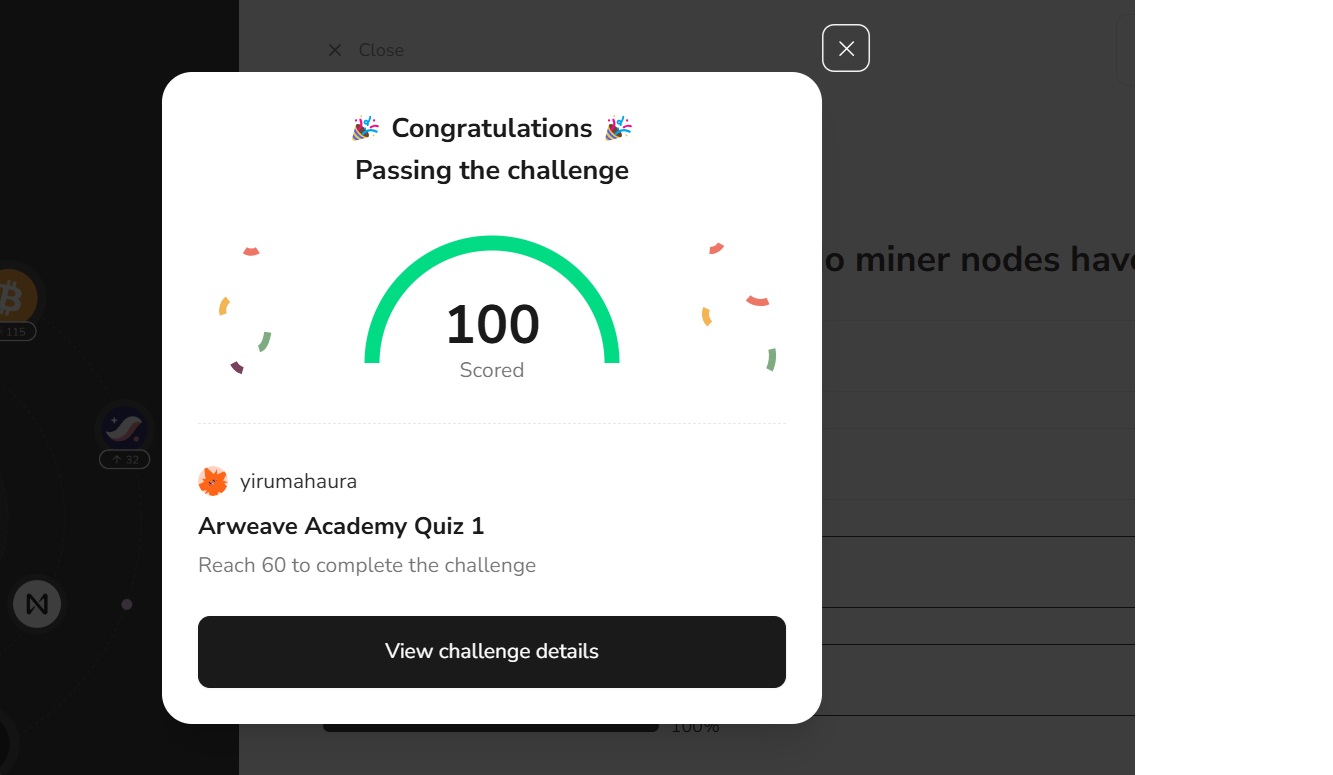 Close
Congratulations
Passing the challenge
o miner nodes have
100
Scored
115
32
yirumahaura
Arweave Academy Quiz 1
Reach 60 to complete the challenge
View challenge details
100%